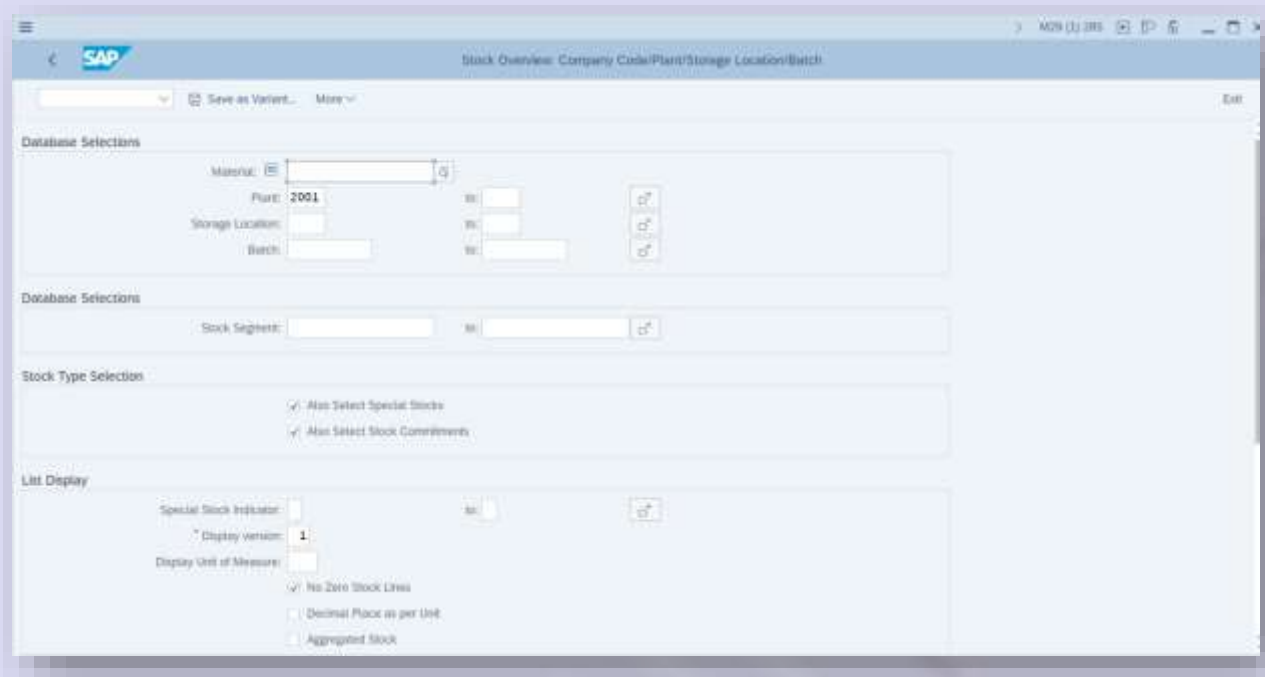 M29 (1) 285
SAP
Stock Overview: Company Code/Plant/Storage Location/Batch
Save as Variant... More Exit
Database Selections
Material:
Plant: 2001 to:
Storage Location: to:
Batch: to:
Database Selections
Stock Segment: to:
Stock Type Selection
Also Select Special Stocks
Also Select Stock Commitments
List Display
Special Stock Indicator: to:
* Display version: 1
Display Unit of Measure:
No Zero Stock Lines
Decimal Place as per Unit
Aggregated Stock